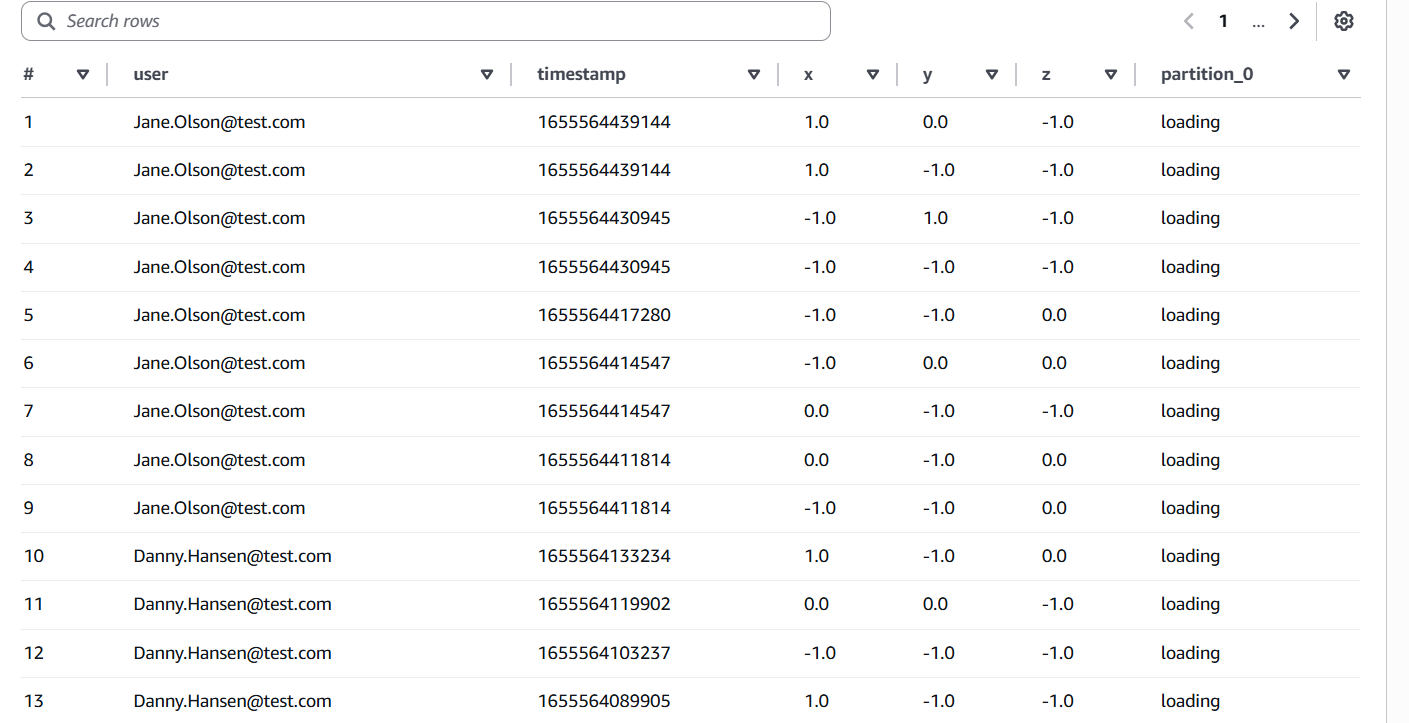 Search rows 1 ...
# user timestamp x y z partition_0
1 Jane.Olson@test.com 1655564439144 1.0 0.0 -1.0 loading
2 Jane.Olson@test.com 1655564439144 1.0 -1.0 -1.0 loading
3 Jane.Olson@test.com 1655564430945 -1.0 1.0 -1.0 loading
4 Jane.Olson@test.com 1655564430945 -1.0 -1.0 -1.0 loading
5 Jane.Olson@test.com 1655564417280 -1.0 -1.0 0.0 loading
6 Jane.Olson@test.com 1655564414547 -1.0 0.0 0.0 loading
7 Jane.Olson@test.com 1655564414547 0.0 -1.0 -1.0 loading
8 Jane.Olson@test.com 1655564411814 0.0 -1.0 0.0 loading
9 Jane.Olson@test.com 1655564411814 -1.0 -1.0 0.0 loading
10 Danny.Hansen@test.com 1655564133234 1.0 -1.0 0.0 loading
11 Danny.Hansen@test.com 1655564119902 0.0 0.0 -1.0 loading
12 Danny.Hansen@test.com 1655564103237 -1.0 -1.0 -1.0 loading
13 Danny.Hansen@test.com 1655564089905 1.0 -1.0 -1.0 loading